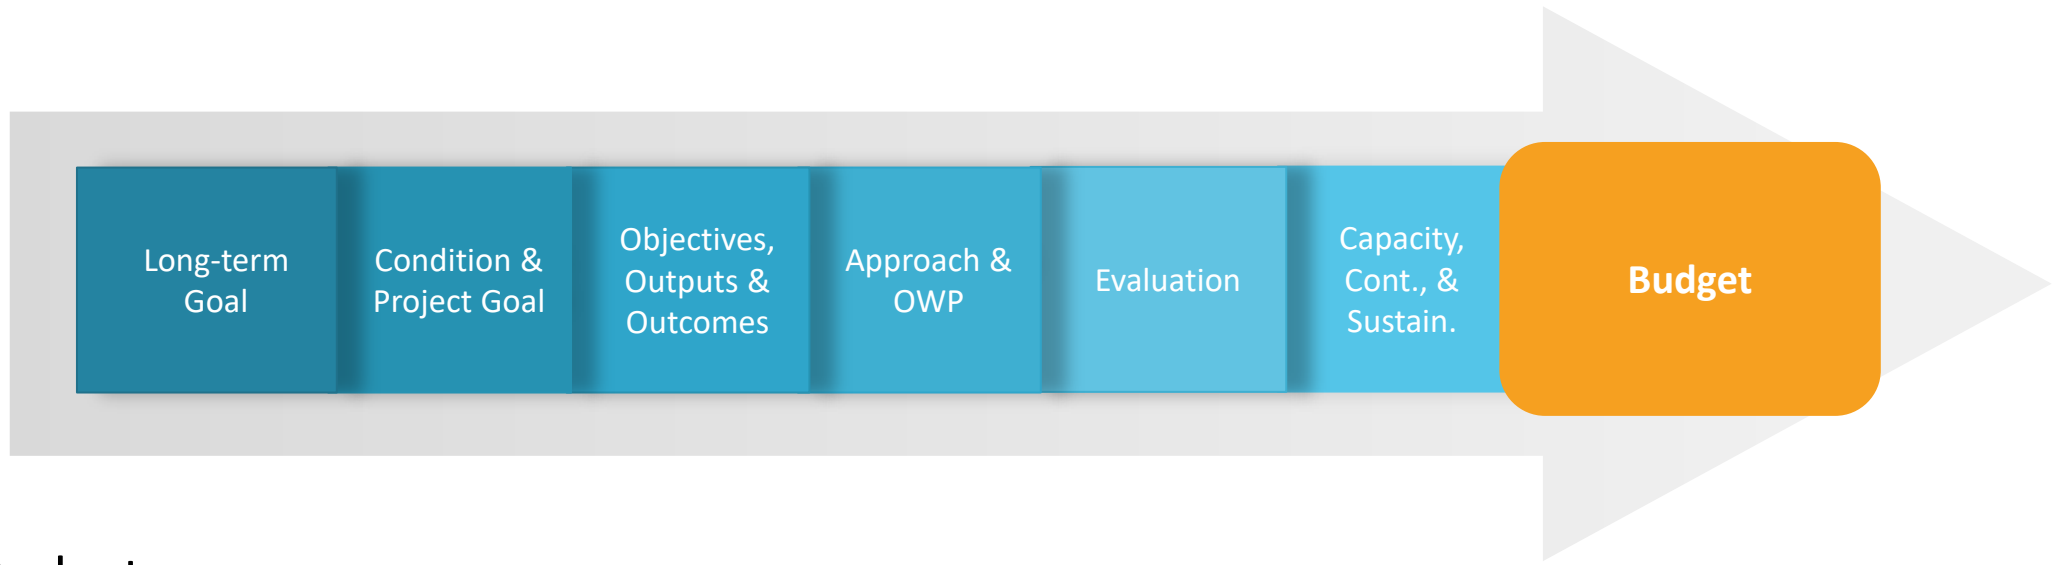 Long-term
Goal
Condition &
Project Goal
Objectives,
Outputs &
Outcomes
Approach &
OWP
Evaluation
Capacity,
Cont., &
Sustain.
Budget